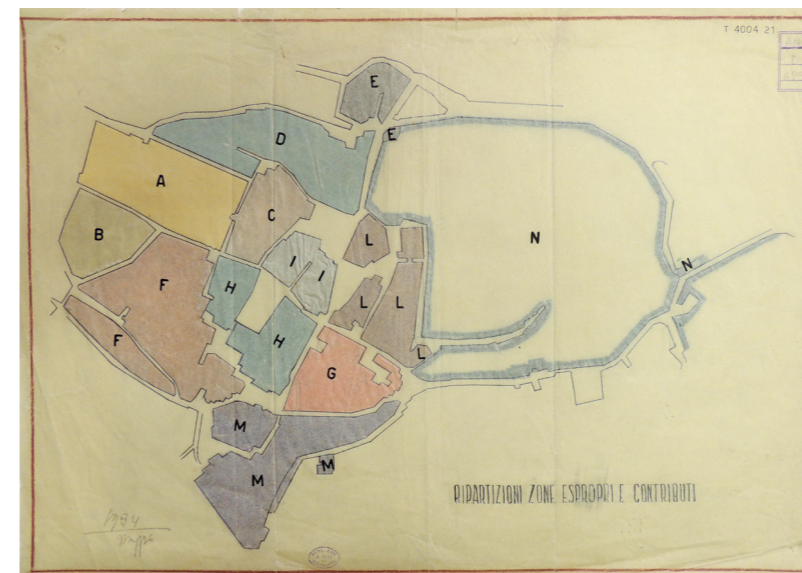 T 4004 21
E
E
D
A
C
B
L
N
I
I
N
F
H
L
L
F
H
L
G
M
M
M
RIPARTIZIONI ZONE ESPROPRI E CONTRIBUTI
1934